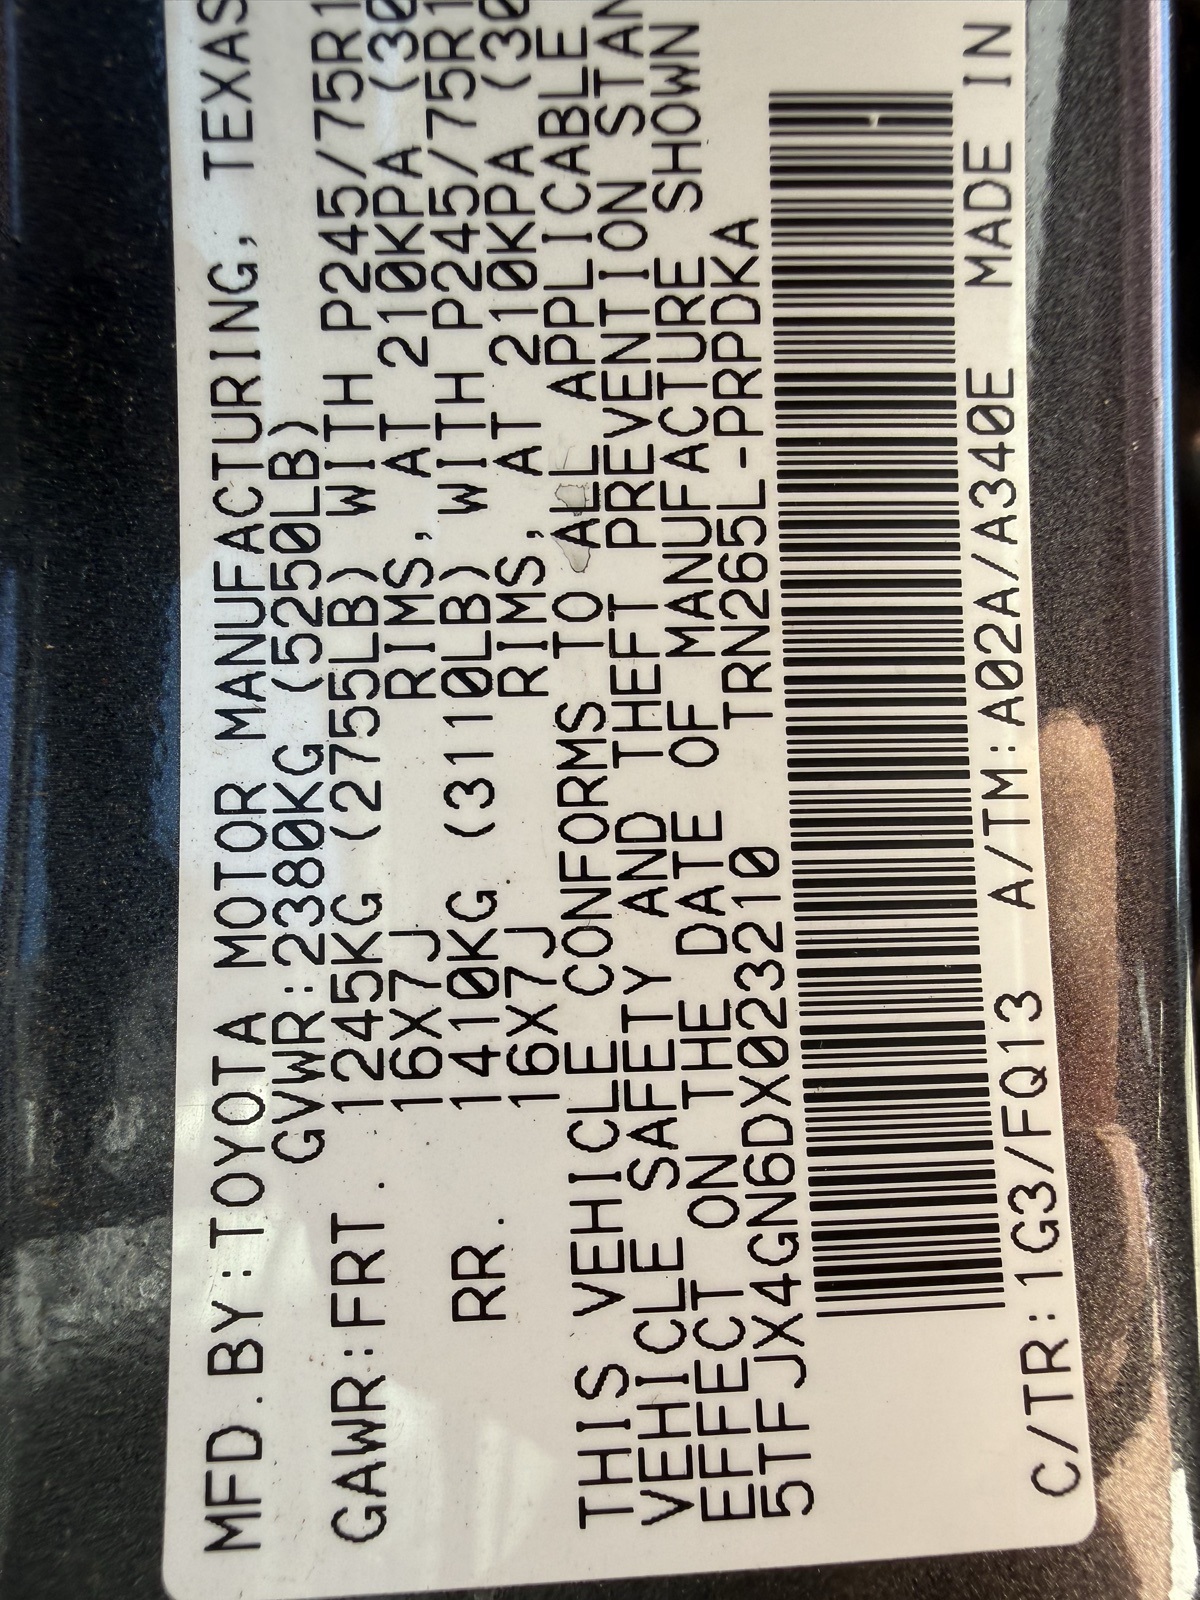 MFD.BY:TOYOTA MOTOR MANUFACTURING, TEXAS
GVWR:2380KG (5250LB)
GAWR:FRT. 1245KG (2755LB) WITH P245/75R1
16X7J RIMS, AT 210KPA (30
RR. 1410KG (3110LB) WITH P245/75R1
16X7J RIMS, AT 210KPA (30
THIS VEHICLE CONFORMS TO ALL APPLICABLE
VEHICLE SAFETY AND THEFT PREVENTION STAN
EFFECT ON THE DATE OF MANUFACTURE SHOWN
5TFJX4GN6DX023210 TRN265L-PRPDKA
C/TR:1G3/FQ13 A/TM:A02A/A340E MADE IN